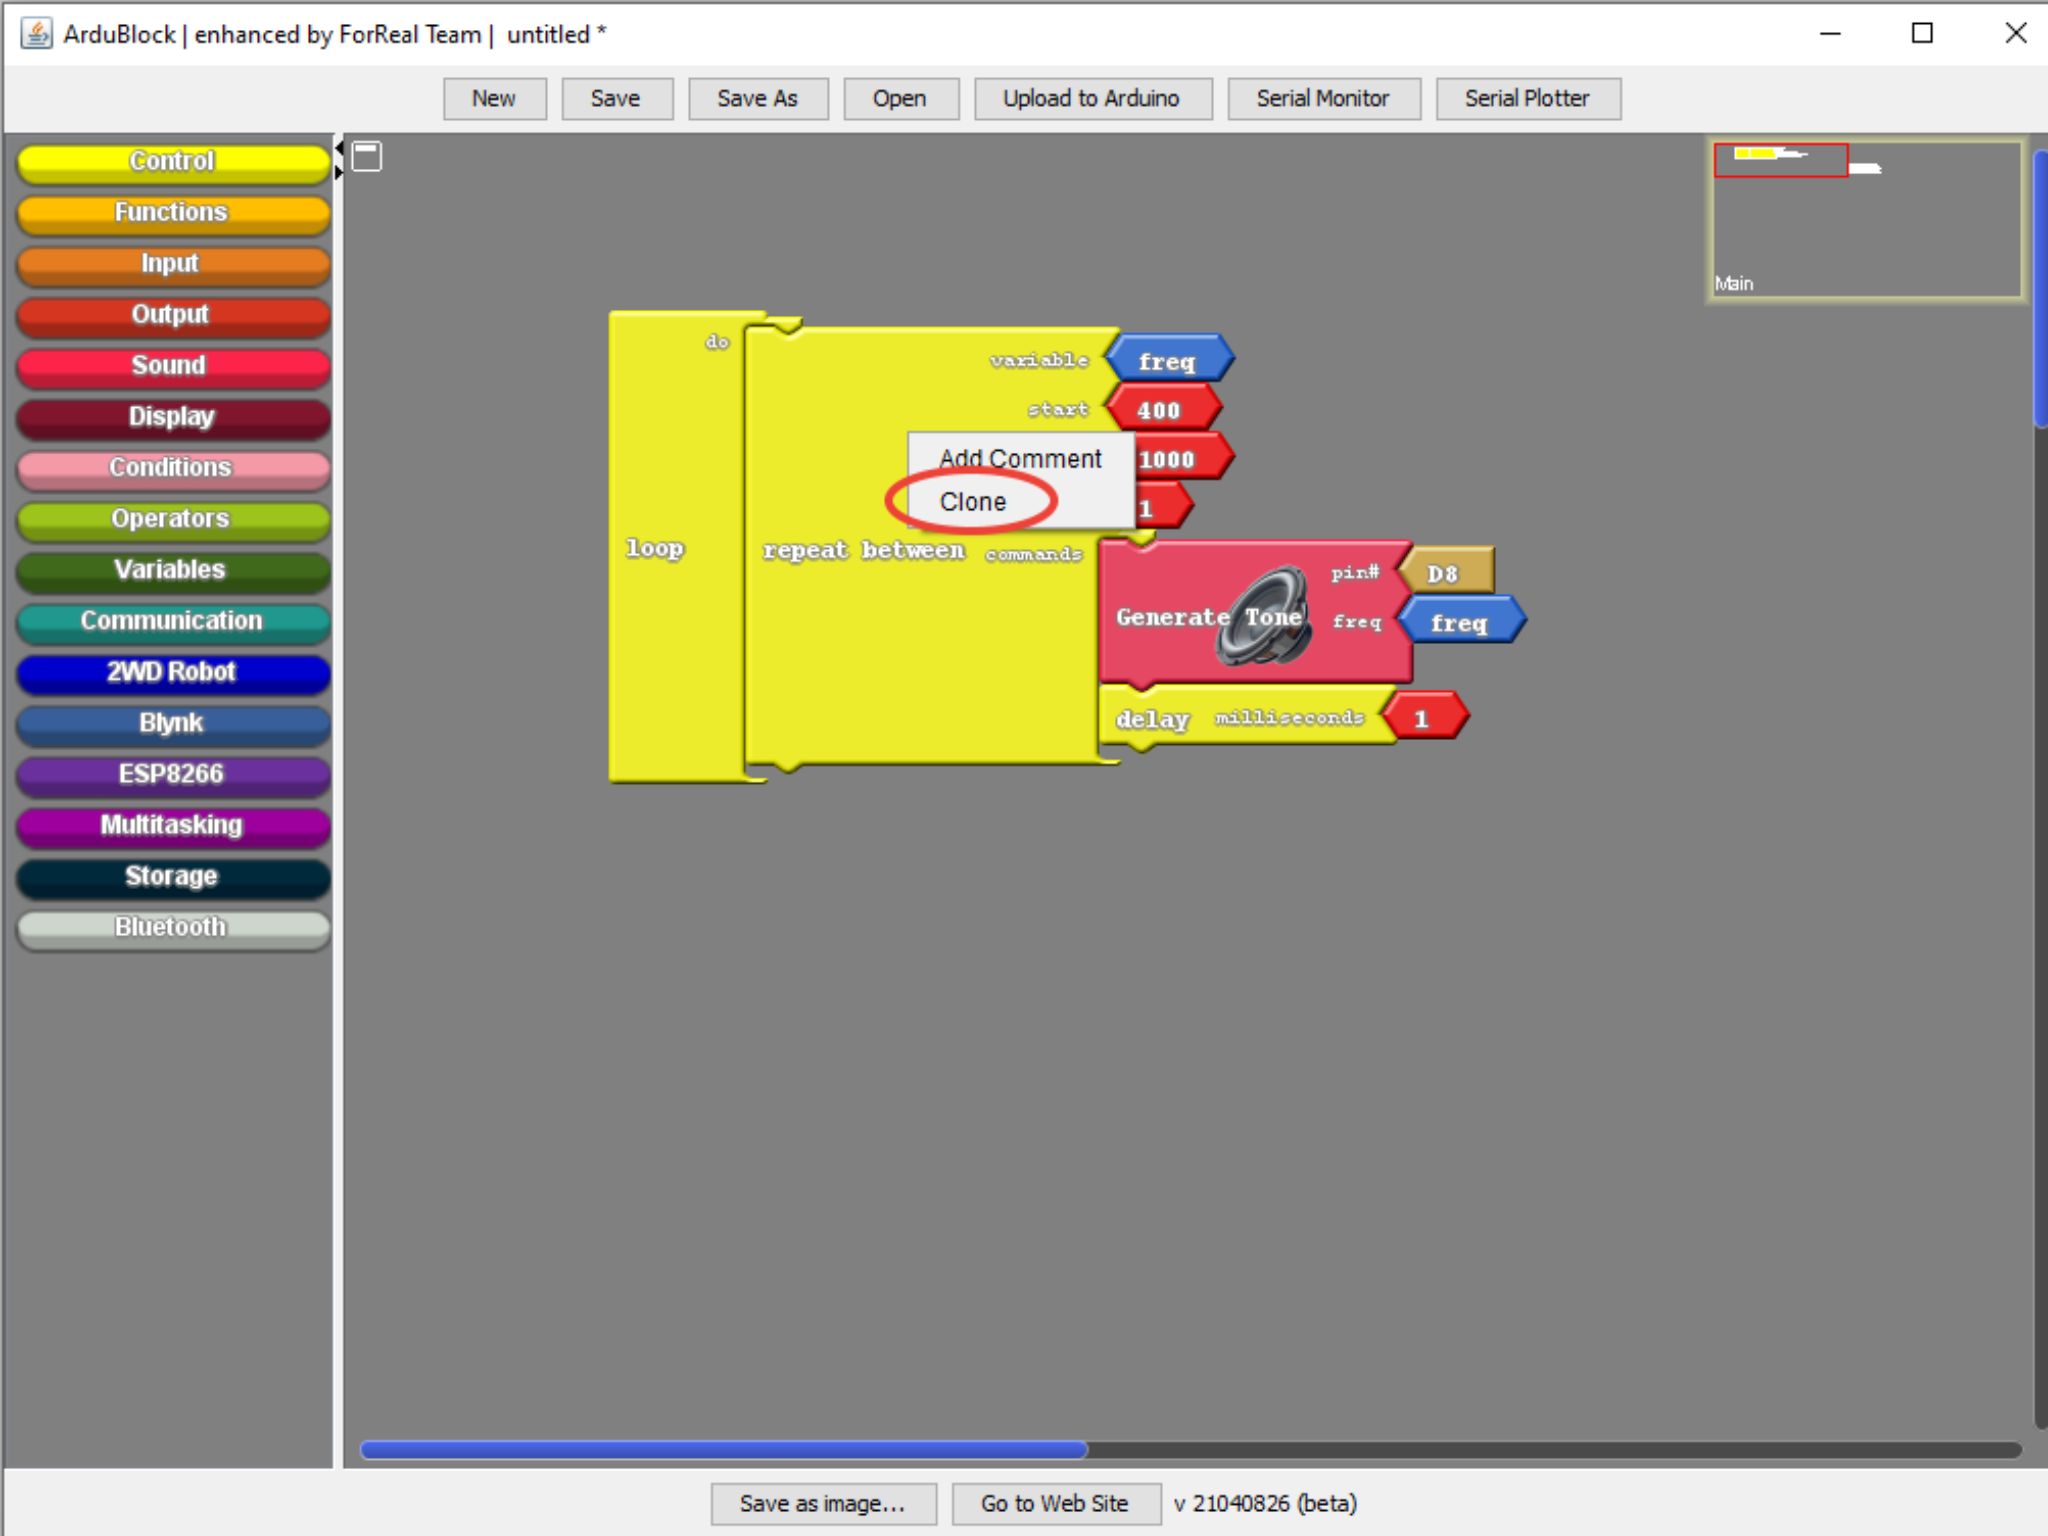 ArduBlock | enhanced by ForReal Team | untitled *
New Save Save As Open Upload to Arduino Serial Monitor Serial Plotter
Control
Functions
Input
Output
Sound
Display
Conditions
Operators
Variables
Communication
2WD Robot
Blynk
ESP8266
Multitasking
Storage
Bluetooth
Main
do
variable freq
start 400
Add Comment 1000
Clone 1
loop repeat between commands
pin# D8
Generate Tone freq freq
delay milliseconds 1
Save as image... Go to Web Site v 21040826 (beta)